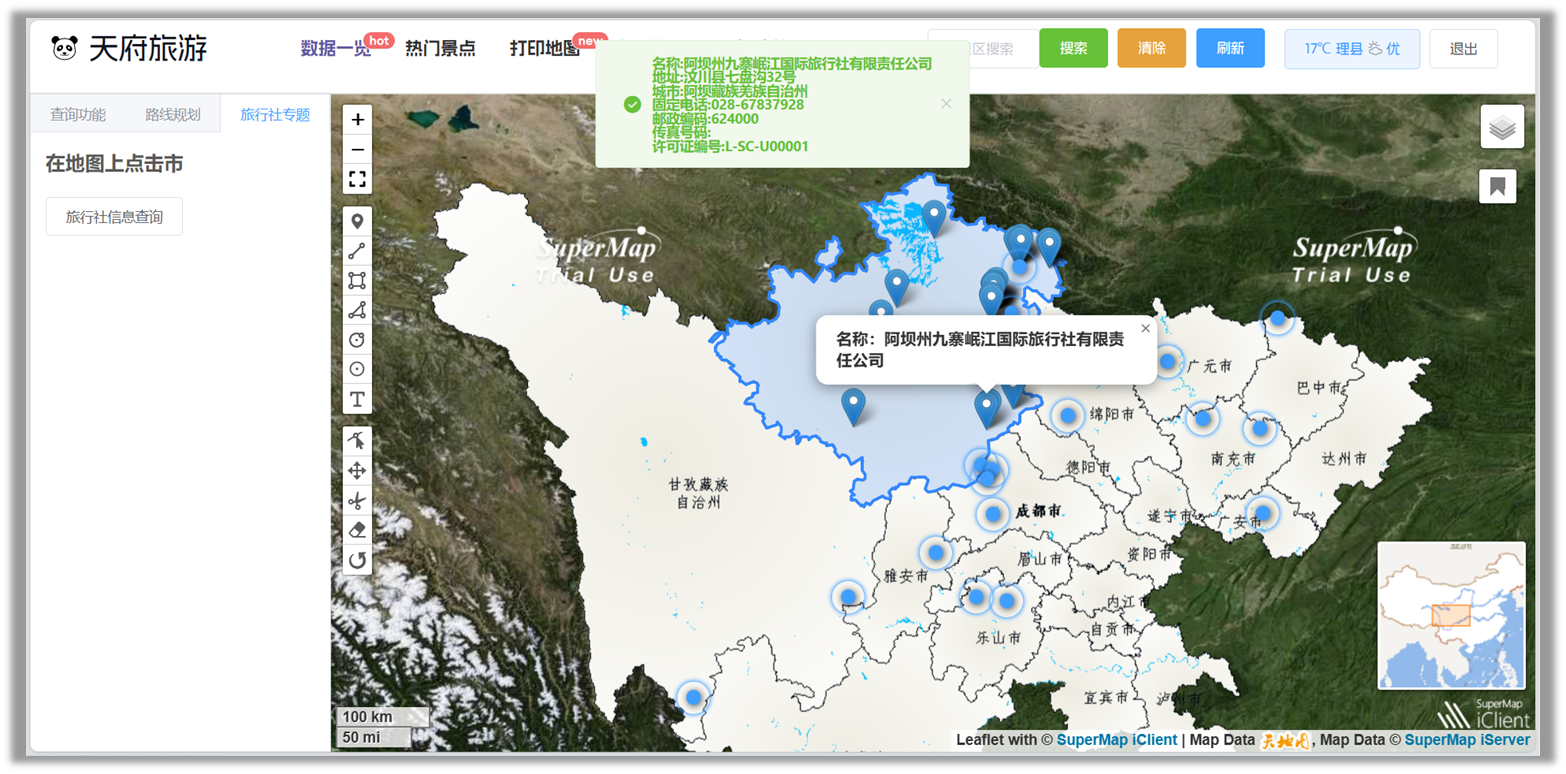 天府旅游
数据一览 hot 热门景点 打印地图 new
区搜索 搜索 清除 刷新 17℃ 理县 优 退出
名称:阿坝州九寨岷江国际旅行社有限责任公司
地址:汶川县七盘沟32号
城市:阿坝藏族羌族自治州
固定电话:028-67837928
邮政编码:624000
传真号码:
许可证编号:L-SC-U00001
查询功能 路线规划 旅行社专题
在地图上点击市
旅行社信息查询
+
−
T
SuperMap
Trial Use
SuperMap
Trial Use
名称：阿坝州九寨岷江国际旅行社有限责
任公司
×
广元市
巴中市
绵阳市
德阳市
南充市
达州市
甘孜藏族
自治州
成都市
遂宁市
广安市
资阳市
眉山市
雅安市
内江市
自贡市
乐山市
宜宾市
泸州市
100 km
50 mi
SuperMap
iClient
Leaflet with © SuperMap iClient | Map Data 天地图, Map Data © SuperMap iServer